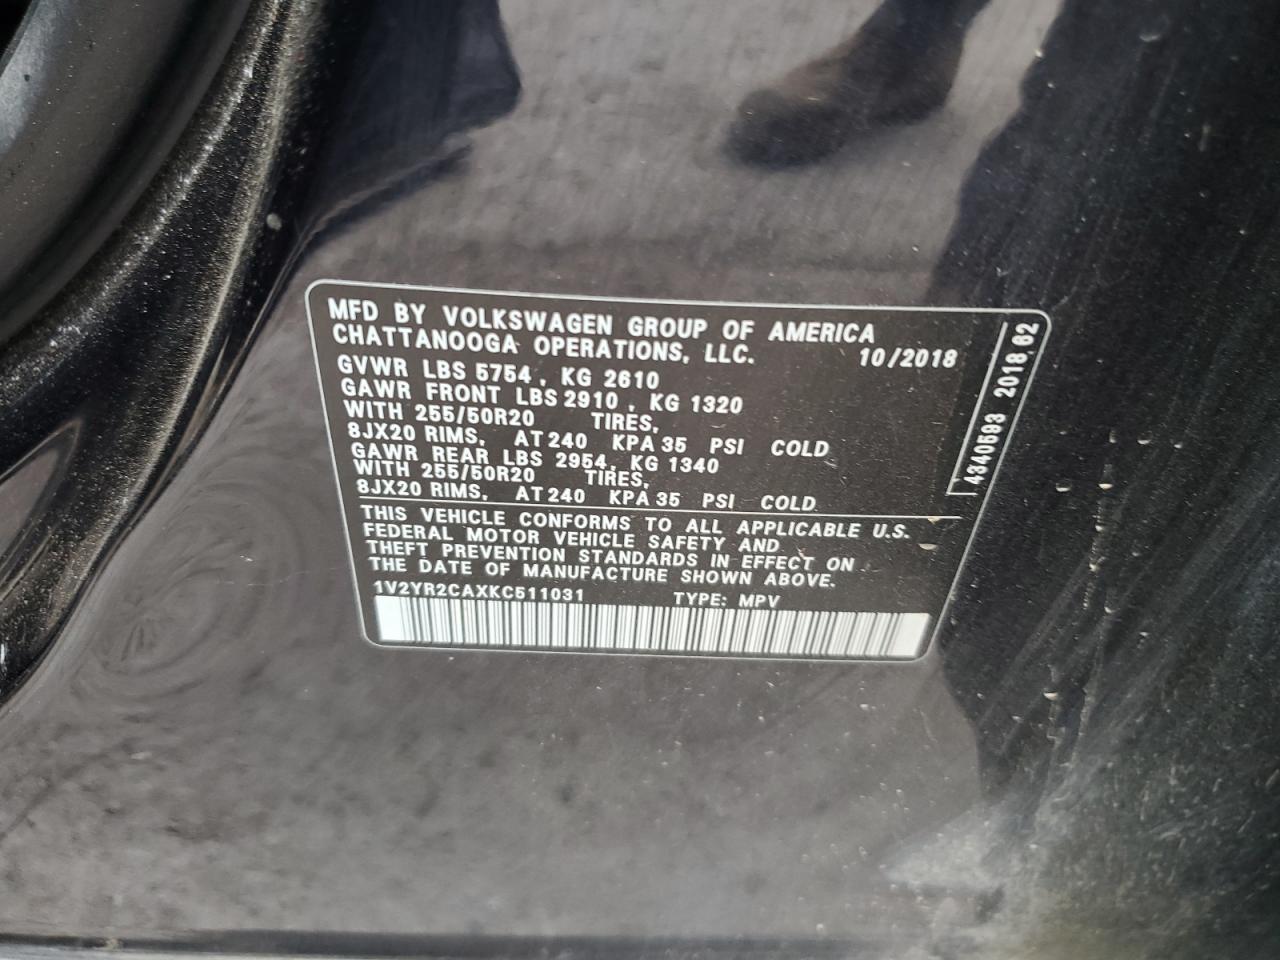 MFD BY VOLKSWAGEN GROUP OF AMERICA
CHATTANOOGA OPERATIONS, LLC. 10/2018
GVWR LBS 5754 , KG 2610
GAWR FRONT LBS 2910 , KG 1320
WITH 255/50R20 TIRES,
8JX20 RIMS, AT 240 KPA 35 PSI COLD
GAWR REAR LBS 2954, KG 1340
WITH 255/50R20 TIRES,
8JX20 RIMS, AT 240 KPA 35 PSI COLD
THIS VEHICLE CONFORMS TO ALL APPLICABLE U.S.
FEDERAL MOTOR VEHICLE SAFETY AND
THEFT PREVENTION STANDARDS IN EFFECT ON
THE DATE OF MANUFACTURE SHOWN ABOVE.
1V2YR2CAXKC511031 TYPE: MPV
4340593 2018 62